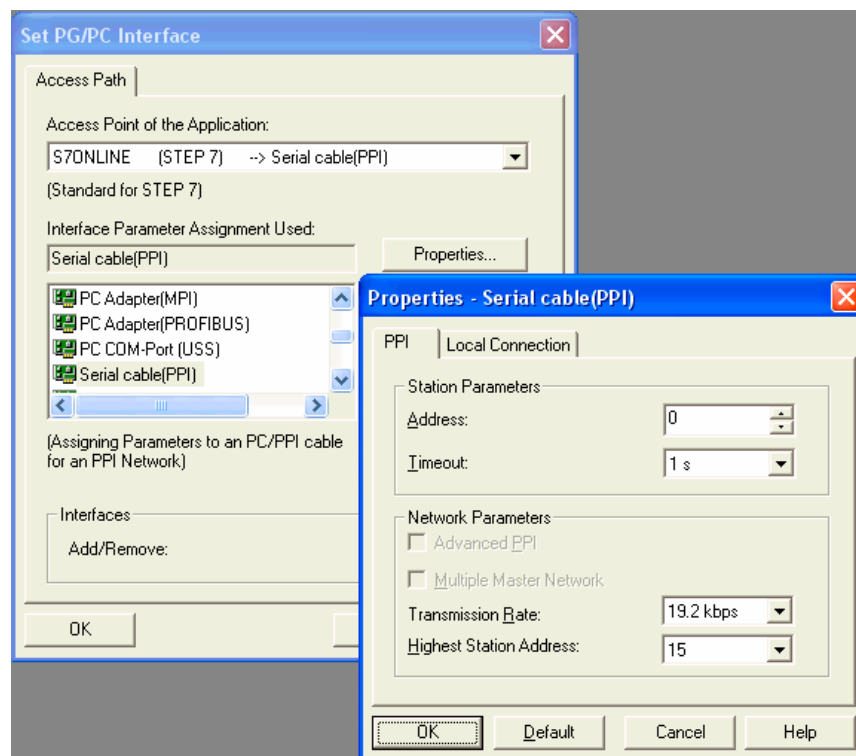 Set PG/PC Interface
Access Path
Access Point of the Application:
S7ONLINE (STEP 7) --> Serial cable(PPI)
(Standard for STEP 7)
Interface Parameter Assignment Used:
Serial cable(PPI)
Properties...
PC Adapter(MPI)
PC Adapter(PROFIBUS)
PC COM-Port (USS)
Serial cable(PPI)
(Assigning Parameters to an PC/PPI cable
for an PPI Network)
Interfaces
Add/Remove:
OK
Properties - Serial cable(PPI)
PPI
Local Connection
Station Parameters
Address:
0
Timeout:
1 s
Network Parameters
Advanced PPI
Multiple Master Network
Transmission Rate:
19.2 kbps
Highest Station Address:
15
OK
Default
Cancel
Help